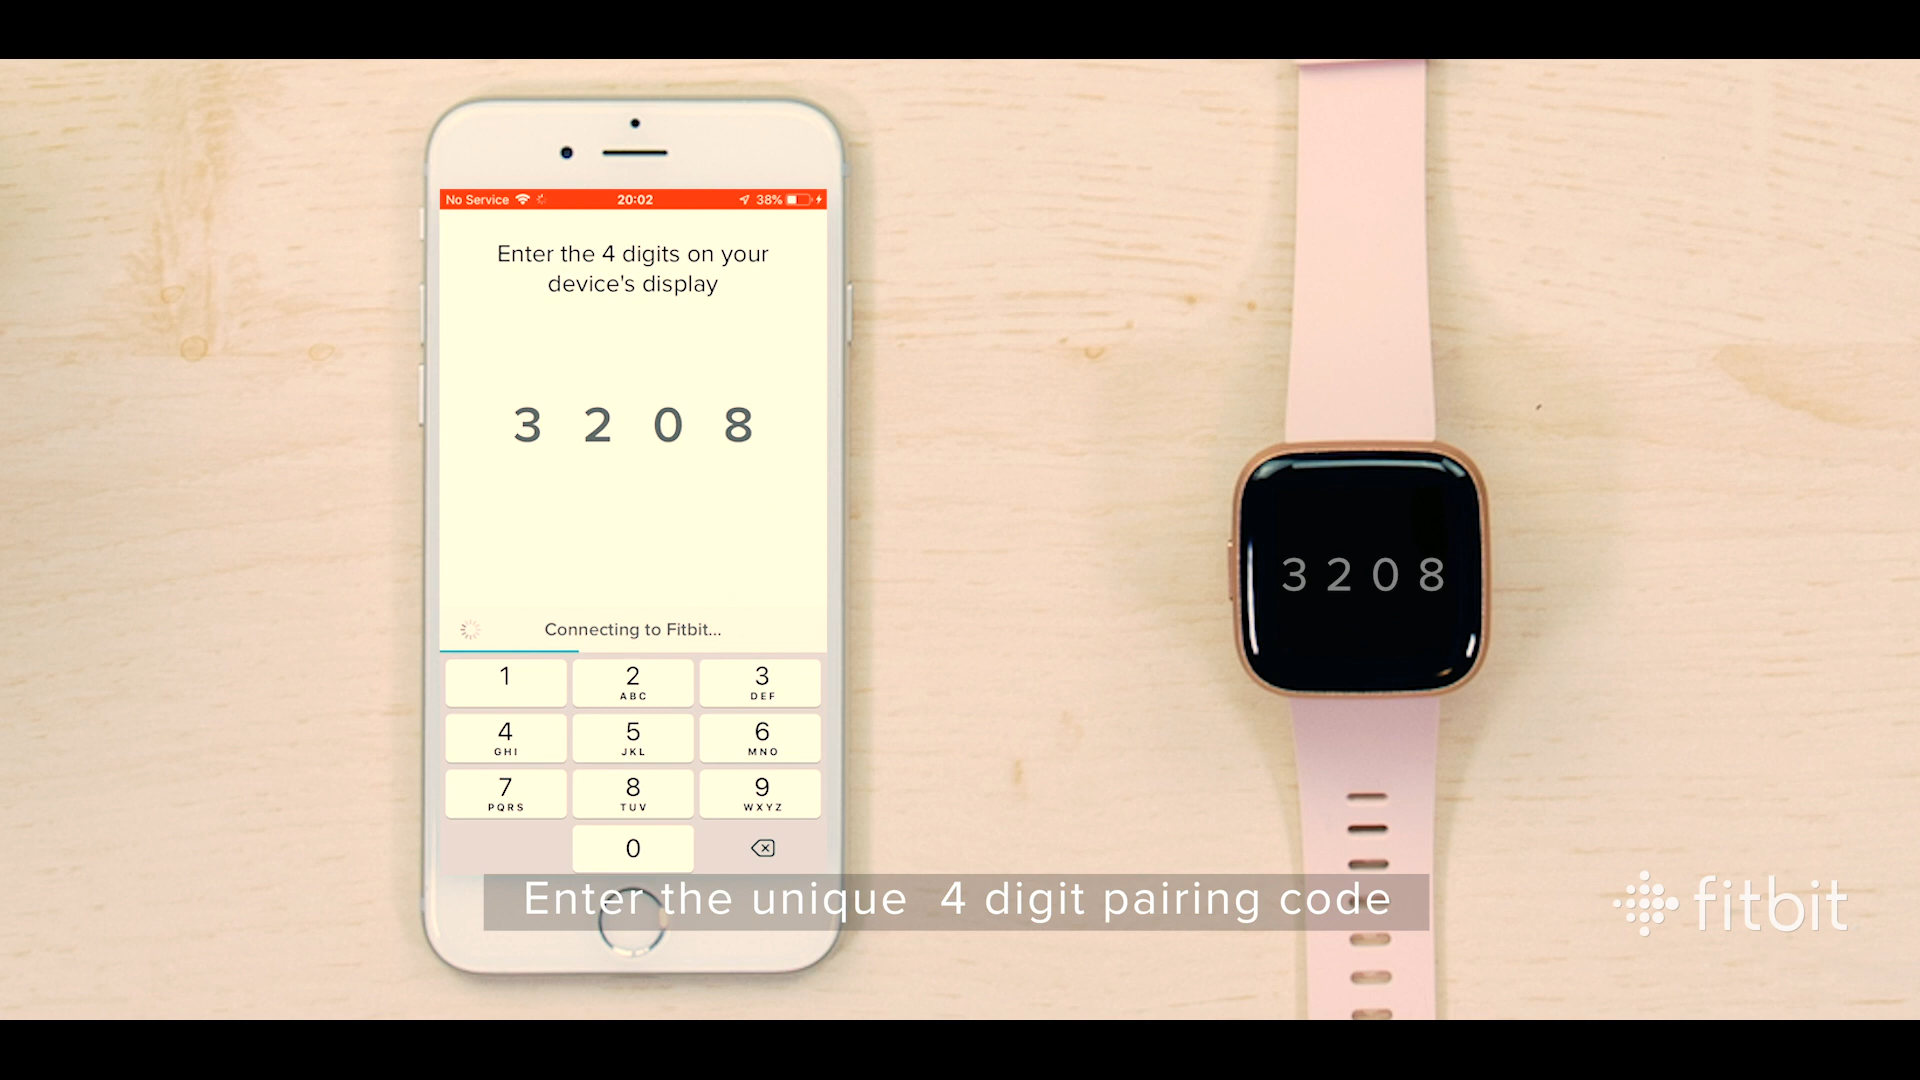 No Service 20:02 38%
Enter the 4 digits on your
device's display
3 2 0 8
Connecting to Fitbit...
1 2 3
ABC DEF
4 5 6
GHI JKL MNO
7 8 9
PQRS TUV WXYZ
0
3 2 0 8
Enter the unique 4 digit pairing code
fitbit